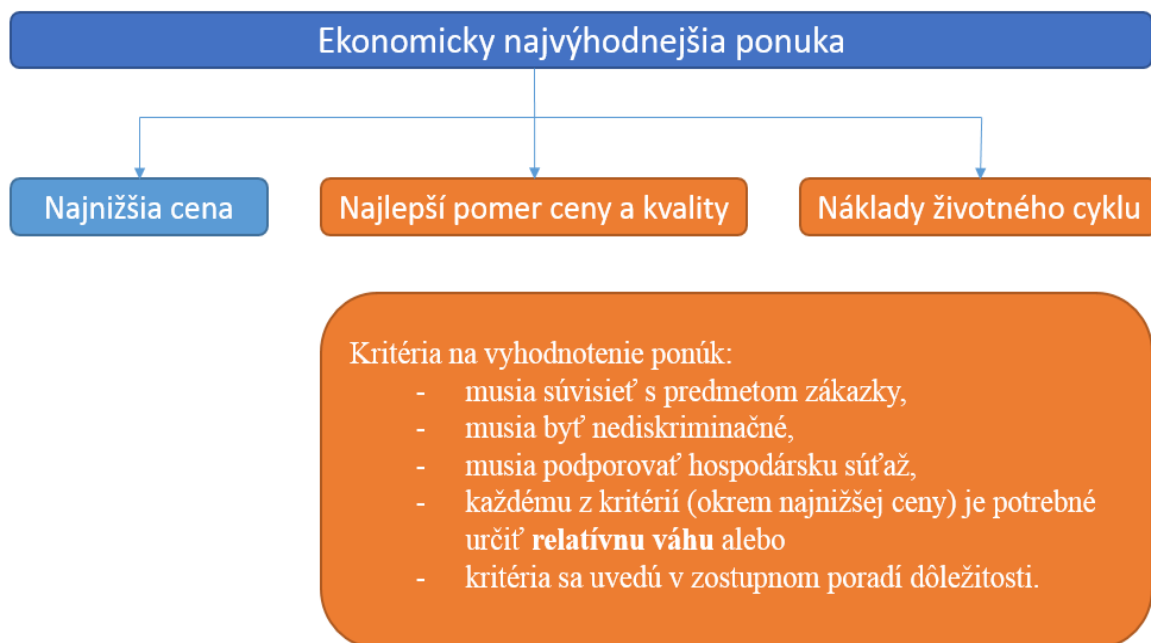 Ekonomicky najvýhodnejšia ponuka
Najnižšia cena
Najlepší pomer ceny a kvality
Náklady životného cyklu
Kritéria na vyhodnotenie ponúk:
- musia súvisieť s predmetom zákazky,
- musia byť nediskriminačné,
- musia podporovať hospodársku súťaž,
- každému z kritérií (okrem najnižšej ceny) je potrebné
určiť relatívnu váhu alebo
- kritéria sa uvedú v zostupnom poradí dôležitosti.